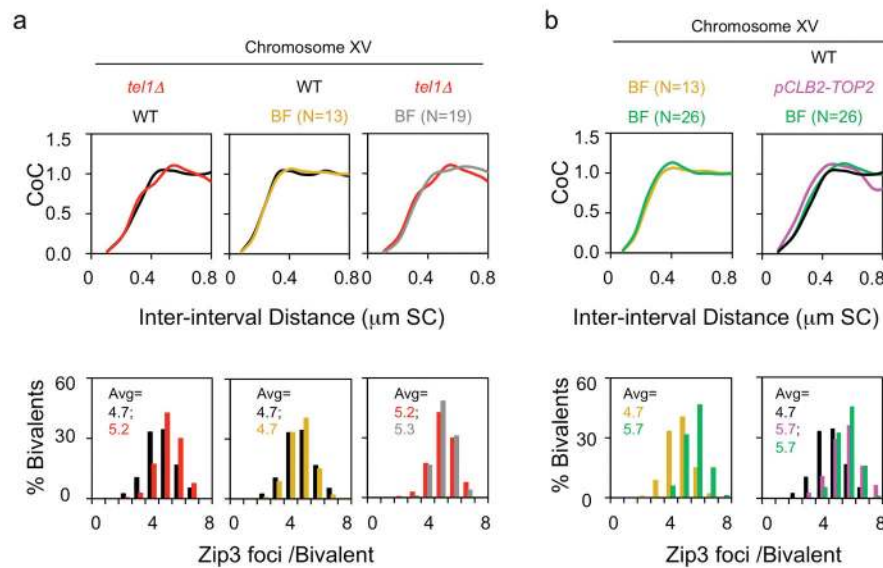 a
Chromosome XV
tel1Δ
WT
WT
BF (N=13)
tel1Δ
BF (N=19)
CoC
1.5
1.0
0.5
0.0
0 0.4 0.8
0 0.4 0.8
0 0.4 0.8
Inter-interval Distance (μm SC)
% Bivalents
60
30
0
Avg=
4.7;
5.2
Avg=
4.7;
4.7
Avg=
5.2;
5.3
0 4 8
0 4 8
0 4 8
Zip3 foci /Bivalent
b
Chromosome XV
BF (N=13)
BF (N=26)
WT
pCLB2-TOP2
BF (N=26)
CoC
1.5
1.0
0.5
0.0
0 0.4 0.8
0 0.4 0.8
Inter-interval Distance (μm SC)
% Bivalents
60
30
0
Avg=
4.7
5.7
Avg=
4.7
5.7;
5.7
0 4 8
0 4 8
Zip3 foci /Bivalent